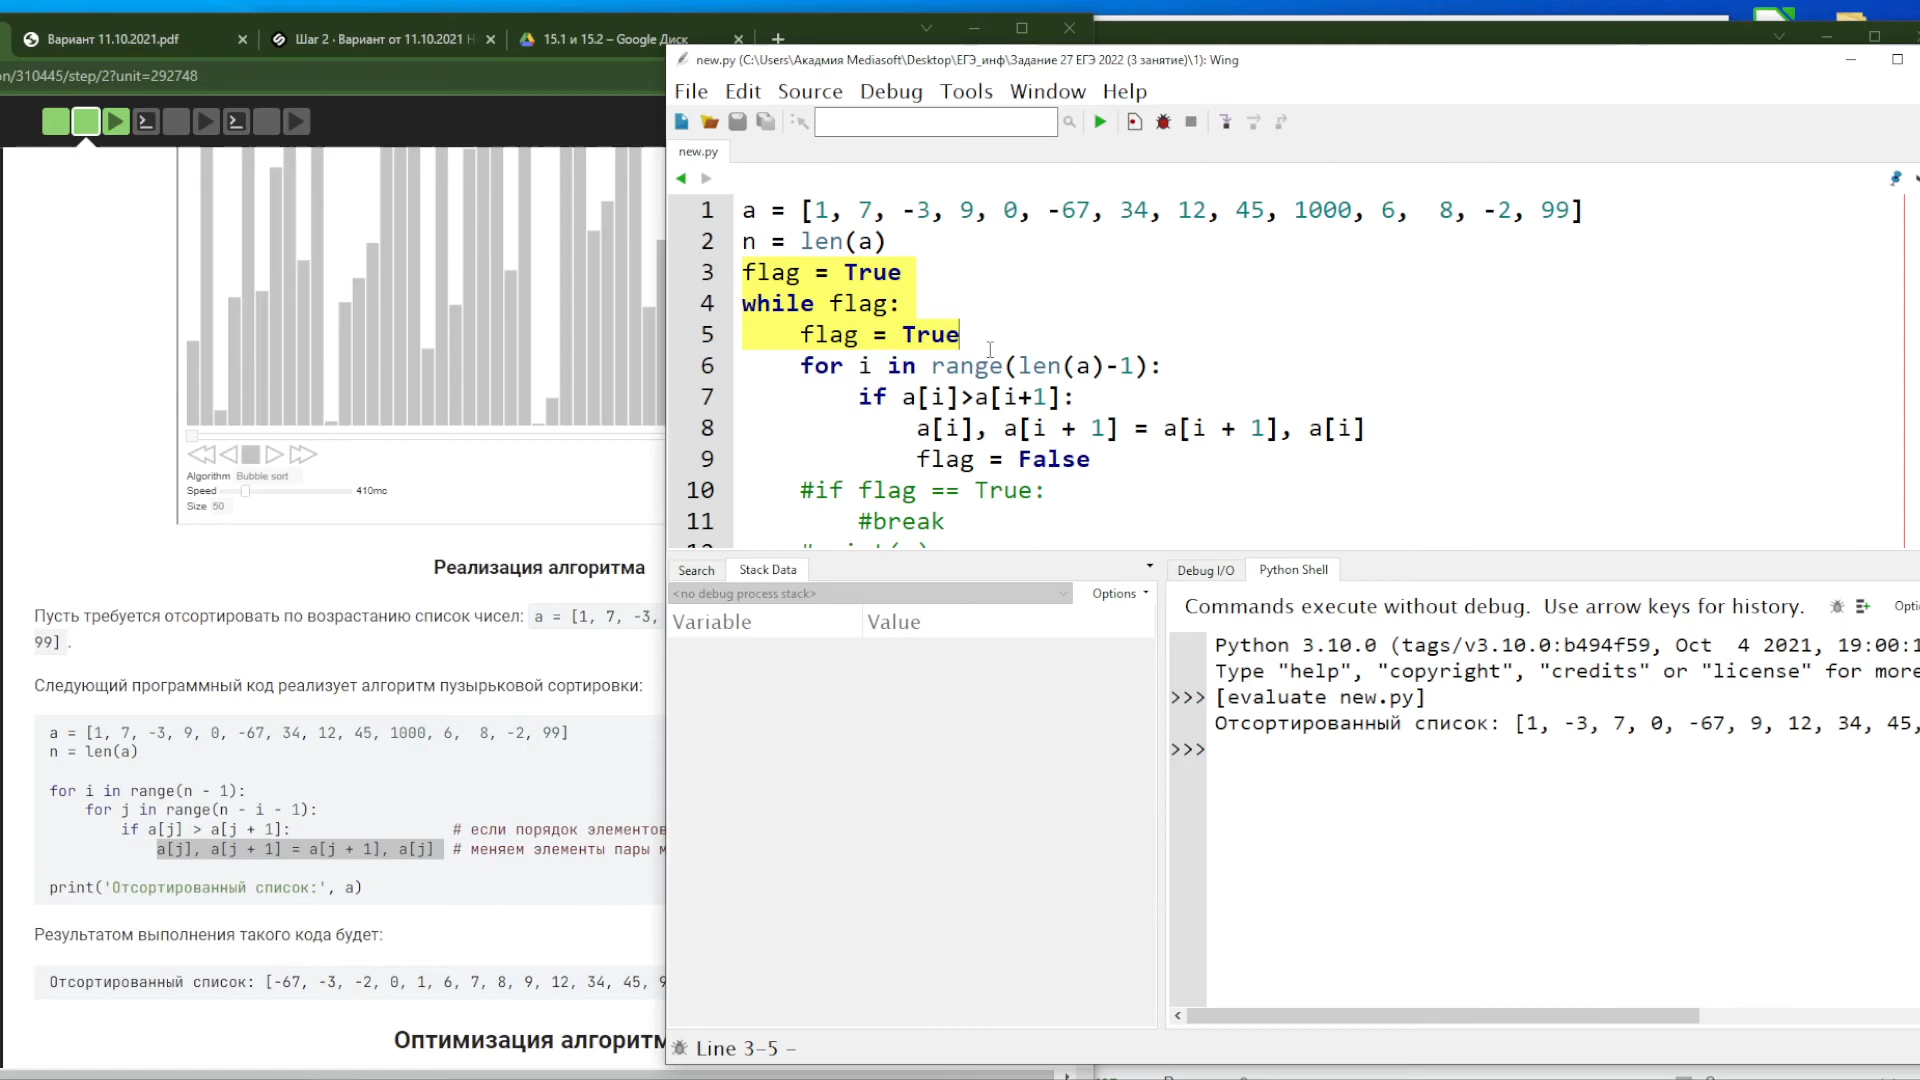 Вариант 11.10.2021.pdf
Шаг 2 · Вариант от 11.10.2021
15.1 и 15.2 – Google Диск
on/310445/step/2?unit=292748
Algorithm Bubble sort
Speed 410mc
Size 50
Реализация алгоритма
Пусть требуется отсортировать по возрастанию список чисел: a = [1, 7, -3,
99] .
Следующий программный код реализует алгоритм пузырьковой сортировки:
a = [1, 7, -3, 9, 0, -67, 34, 12, 45, 1000, 6,  8, -2, 99]
n = len(a)
for i in range(n - 1):
for j in range(n - i - 1):
if a[j] > a[j + 1]: # если порядок элементов
a[j], a[j + 1] = a[j + 1], a[j] # меняем элементы пары
print('Отсортированный список:', a)
Результатом выполнения такого кода будет:
Отсортированный список: [-67, -3, -2, 0, 1, 6, 7, 8, 9, 12, 34, 45, 9
Оптимизация
new.py (C:\Users\Академия Mediasoft\Desktop\ЕГЭ_инф\Задание 27 ЕГЭ 2022 (3 занятие)\1): Wing
File Edit Source Debug Tools Window Help
new.py
1 a = [1, 7, -3, 9, 0, -67, 34, 12, 45, 1000, 6,  8, -2, 99]
2 n = len(a)
3 flag = True
4 while flag:
5 flag = True
6 for i in range(len(a)-1):
7 if a[i]>a[i+1]:
8 a[i], a[i + 1] = a[i + 1], a[i]
9 flag = False
10 #if flag == True:
11 #break
Search Stack Data
<no debug process stack> Options
Variable Value
Line 3-5 –
Debug I/O Python Shell
Commands execute without debug. Use arrow keys for history.
Python 3.10.0 (tags/v3.10.0:b494f59, Oct  4 2021, 19:00:1
Type "help", "copyright", "credits" or "license" for more
>>> [evaluate new.py]
Отсортированный список: [1, -3, 7, 0, -67, 9, 12, 34, 45,
>>>